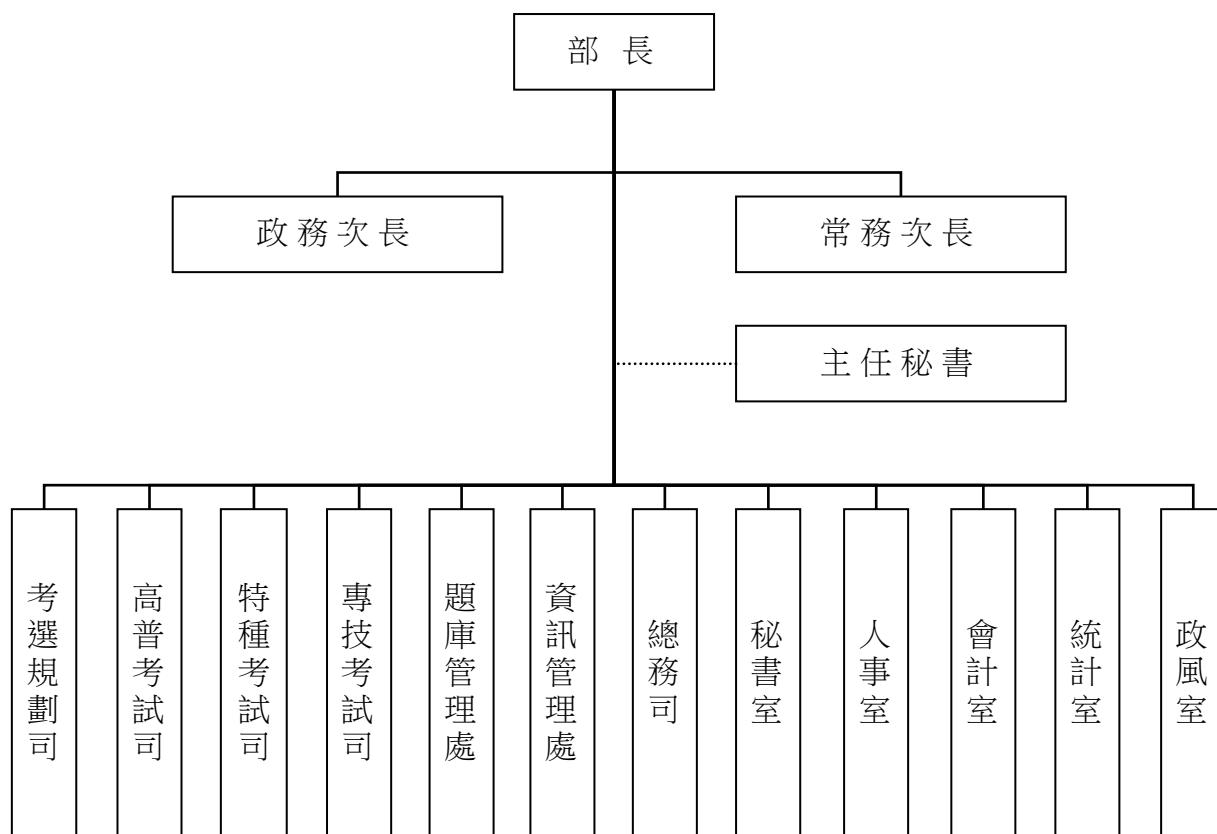 部 長
政務次長
常務次長
主任秘書
考選規劃司
高普考試司
特種考試司
專技考試司
題庫管理處
資訊管理處
總務司
秘書室
人事室
會計室
統計室
政風室